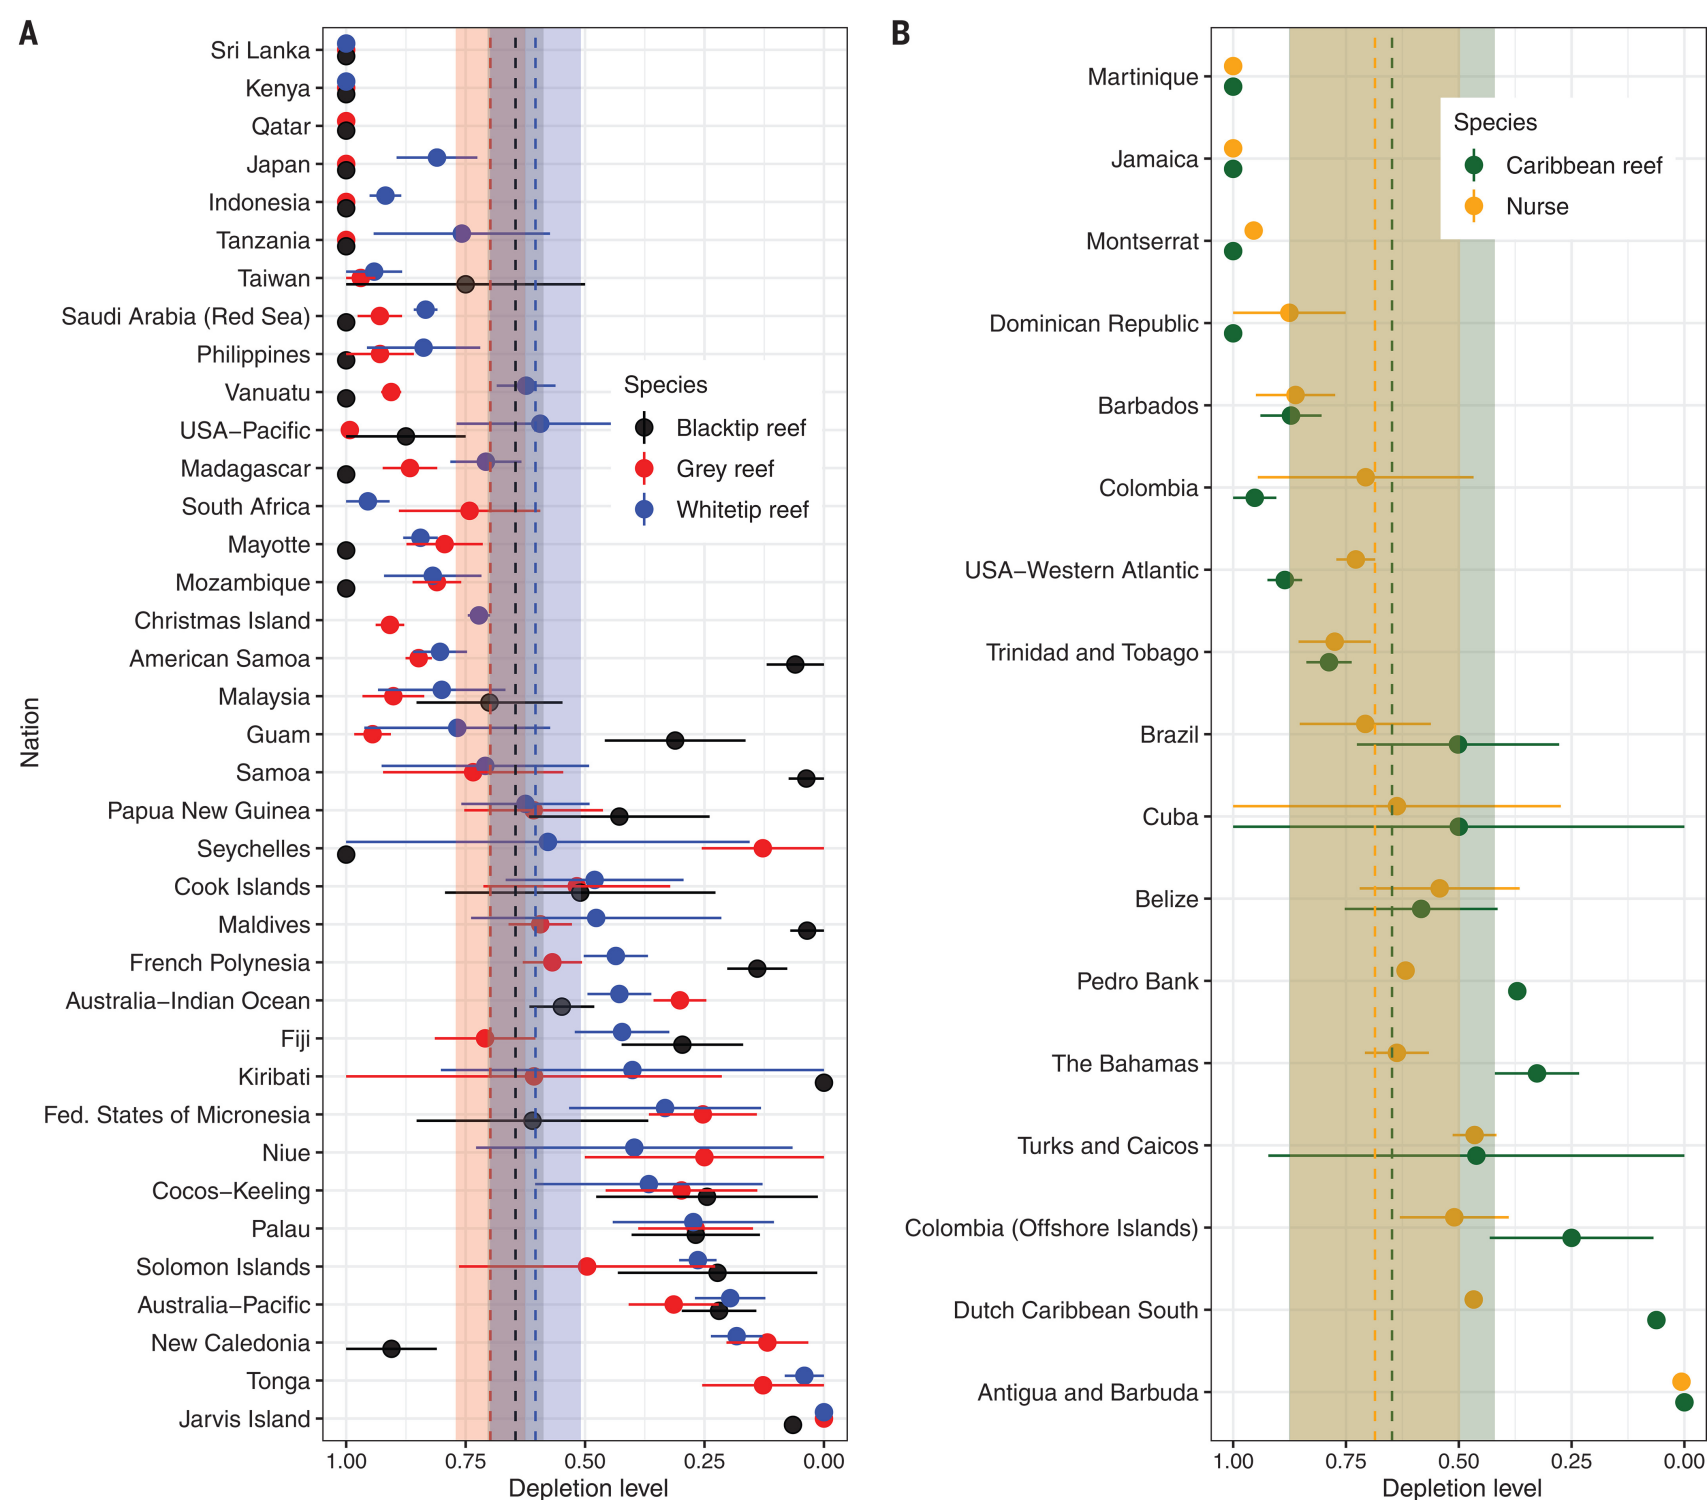 A
Sri Lanka
Kenya
Qatar
Japan
Indonesia
Tanzania
Taiwan
Saudi Arabia (Red Sea)
Philippines
Vanuatu
USA–Pacific
Madagascar
South Africa
Mayotte
Mozambique
Christmas Island
American Samoa
Malaysia
Guam
Samoa
Papua New Guinea
Seychelles
Cook Islands
Maldives
French Polynesia
Australia–Indian Ocean
Fiji
Kiribati
Fed. States of Micronesia
Niue
Cocos–Keeling
Palau
Solomon Islands
Australia–Pacific
New Caledonia
Tonga
Jarvis Island
Nation
Species
Blacktip reef
Grey reef
Whitetip reef
1.00 0.75 0.50 0.25 0.00
Depletion level
B
Martinique
Jamaica
Montserrat
Dominican Republic
Barbados
Colombia
USA–Western Atlantic
Trinidad and Tobago
Brazil
Cuba
Belize
Pedro Bank
The Bahamas
Turks and Caicos
Colombia (Offshore Islands)
Dutch Caribbean South
Antigua and Barbuda
Species
Caribbean reef
Nurse
1.00 0.75 0.50 0.25 0.00
Depletion level